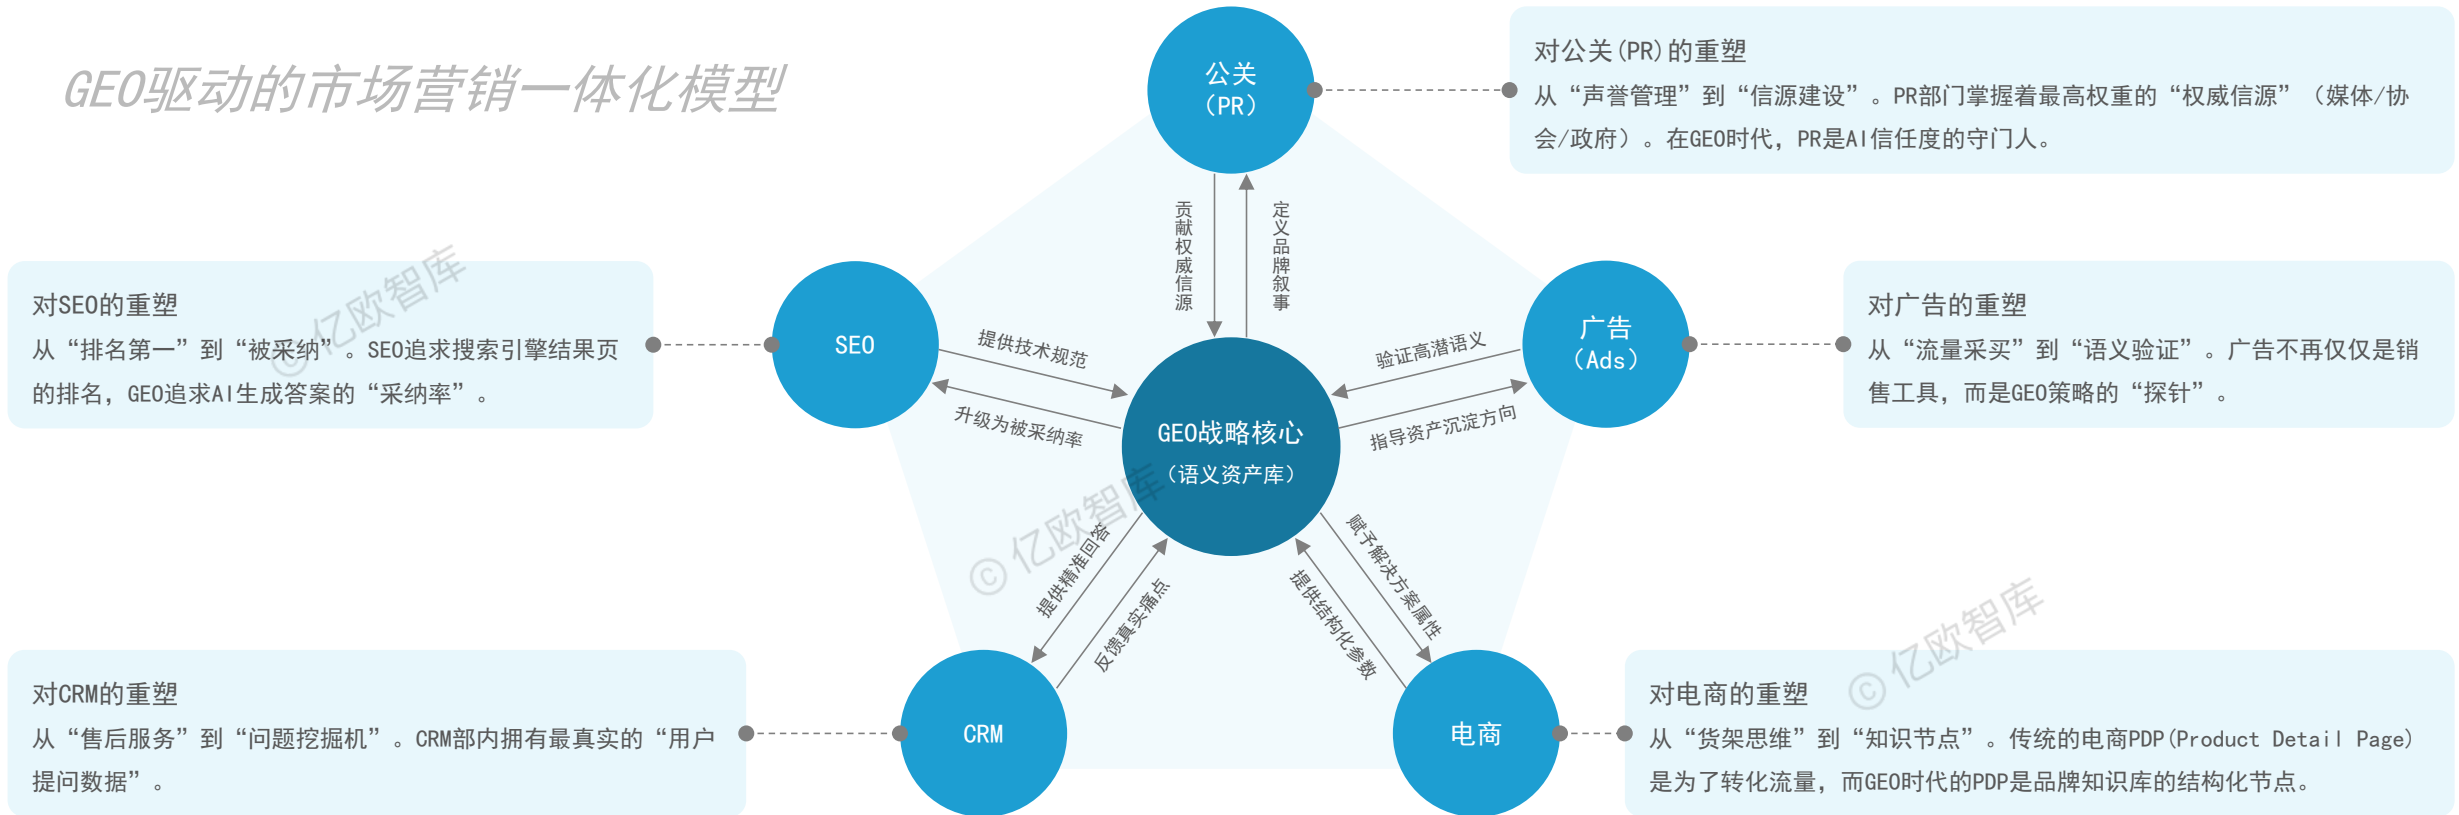 GEO驱动的市场营销一体化模型
公关
（PR）
对公关(PR)的重塑
从“声誉管理”到“信源建设”。PR部门掌握着最高权重的“权威信源”（媒体/协
会/政府）。在GEO时代，PR是AI信任度的守门人。
贡献权威信源
定义品牌叙事
对SEO的重塑
从“排名第一”到“被采纳”。SEO追求搜索引擎结果页
的排名，GEO追求AI生成答案的“采纳率”。
SEO
提供技术规范
升级为被采纳率
验证高潜语义
指导资产沉淀方向
广告
（Ads）
对广告的重塑
从“流量采买”到“语义验证”。广告不再仅仅是销
售工具，而是GEO策略的“探针”。
GEO战略核心
（语义资产库）
提供精准回答
反馈真实痛点
赋予解决方案属性
提供结构化参数
对CRM的重塑
从“售后服务”到“问题挖掘机”。CRM部内拥有最真实的“用户
提问数据”。
CRM
电商
对电商的重塑
从“货架思维”到“知识节点”。传统的电商PDP(Product Detail Page)
是为了转化流量，而GEO时代的PDP是品牌知识库的结构化节点。
© 亿欧智库
© 亿欧智库
© 亿欧智库